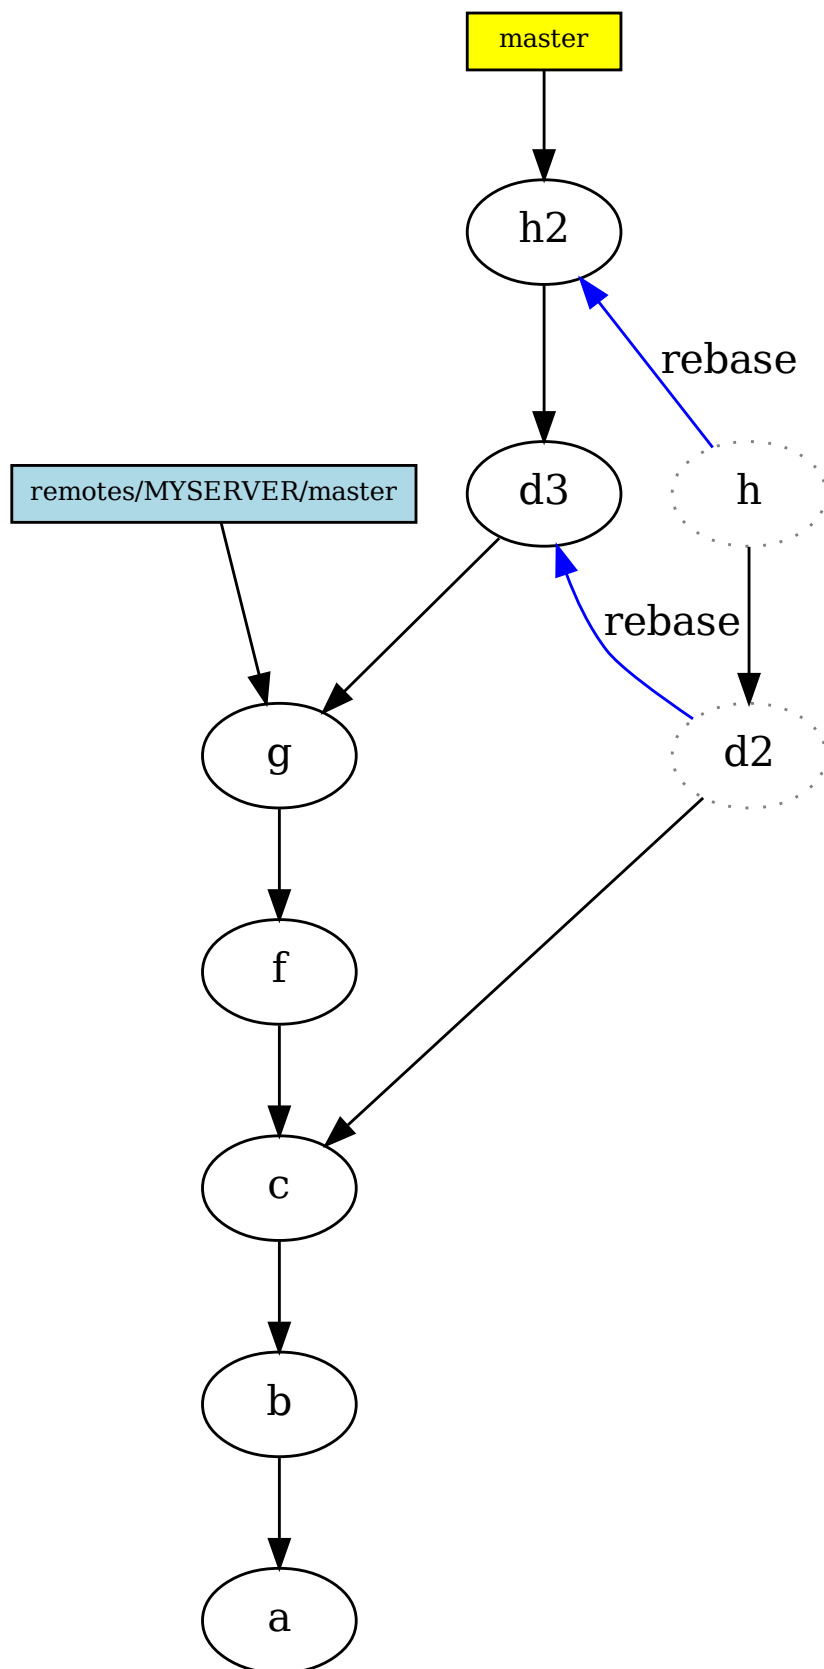 master
h2
rebase
remotes/MYSERVER/master
d3
h
rebase
g
d2
f
c
b
a